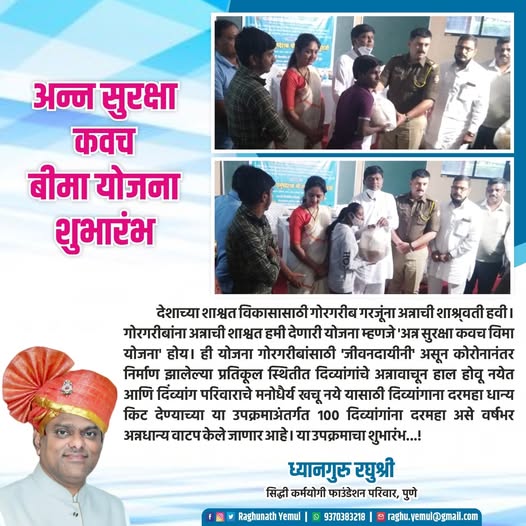 अन्न सुरक्षा
कवच
बीमा योजना
शुभारंभ
देशाच्या शाश्वत विकासासाठी गोरगरीब गरजूंना अन्नाची शाश्र्वती हवी।
गोरगरीबांना अन्नाची शाश्वत हमी देणारी योजना म्हणजे 'अन्न सुरक्षा कवच विमा
योजना' होय। ही योजना गोरगरीबांसाठी 'जीवनदायीनी' असून कोरोनानंतर
निर्माण झालेल्या प्रतिकूल स्थितीत दिव्यांगांचे अन्नावाचून हाल होवू नयेत
आणि दिंव्यांग परिवाराचे मनोधैर्य खचू नये यासाठी दिव्यांगाना दरमहा धान्य
किट देण्याच्या या उपक्रमाअंतर्गत 100 दिव्यांगांना दरमहा असे वर्षभर
अन्नधान्य वाटप केले जाणार आहे। या उपक्रमाचा शुभारंभ...!
ध्यानगुरु रघुश्री
सिद्धी कर्मयोगी फाउंडेशन परिवार, पुणे
Raghunath Yemul | 9370383218 | raghu.yemul@gmail.com